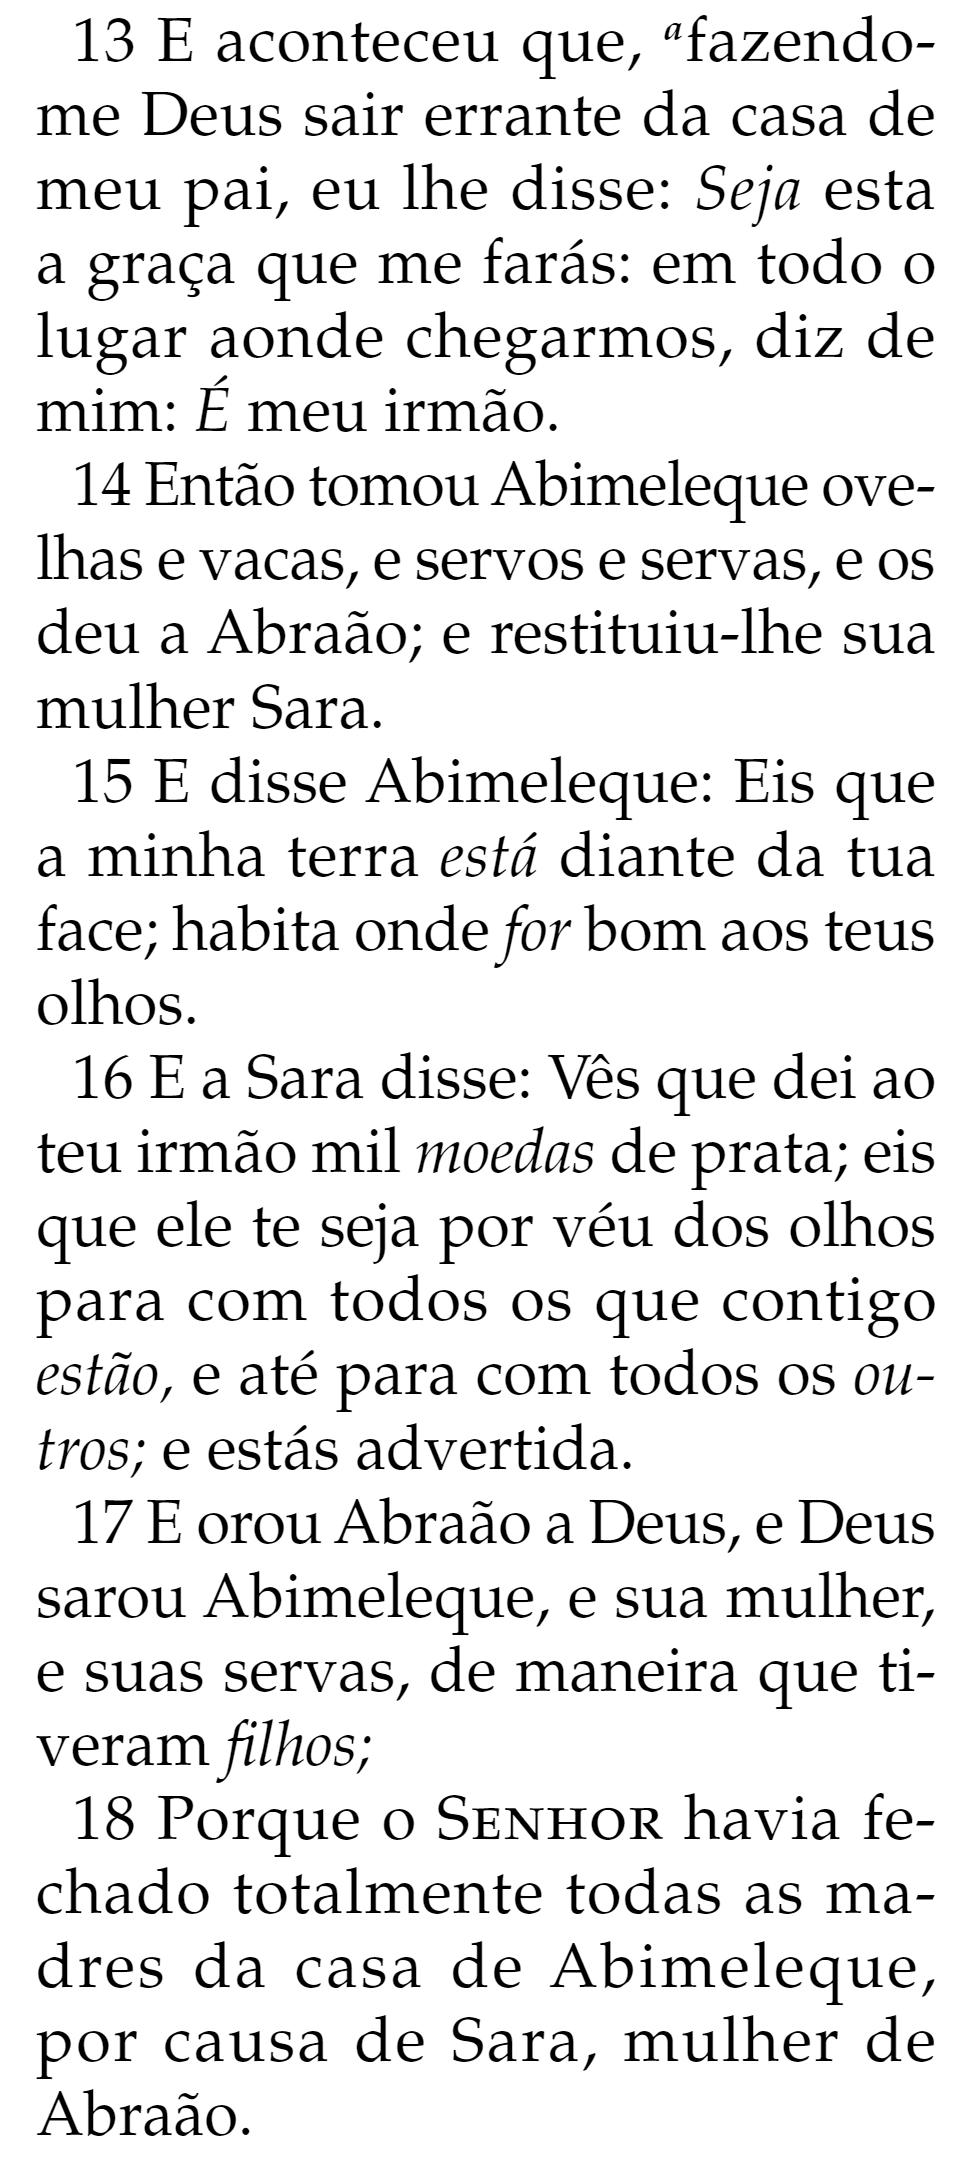 13 E aconteceu que, ᵃfazendo-
me Deus sair errante da casa de
meu pai, eu lhe disse: Seja esta
a graça que me farás: em todo o
lugar aonde chegarmos, diz de
mim: É meu irmão.
14 Então tomou Abimeleque ove-
lhas e vacas, e servos e servas, e os
deu a Abraão; e restituiu-lhe sua
mulher Sara.
15 E disse Abimeleque: Eis que
a minha terra está diante da tua
face; habita onde for bom aos teus
olhos.
16 E a Sara disse: Vês que dei ao
teu irmão mil moedas de prata; eis
que ele te seja por véu dos olhos
para com todos os que contigo
estão, e até para com todos os ou-
tros; e estás advertida.
17 E orou Abraão a Deus, e Deus
sarou Abimeleque, e sua mulher,
e suas servas, de maneira que ti-
veram filhos;
18 Porque o SENHOR havia fe-
chado totalmente todas as ma-
dres da casa de Abimeleque,
por causa de Sara, mulher de
Abraão.